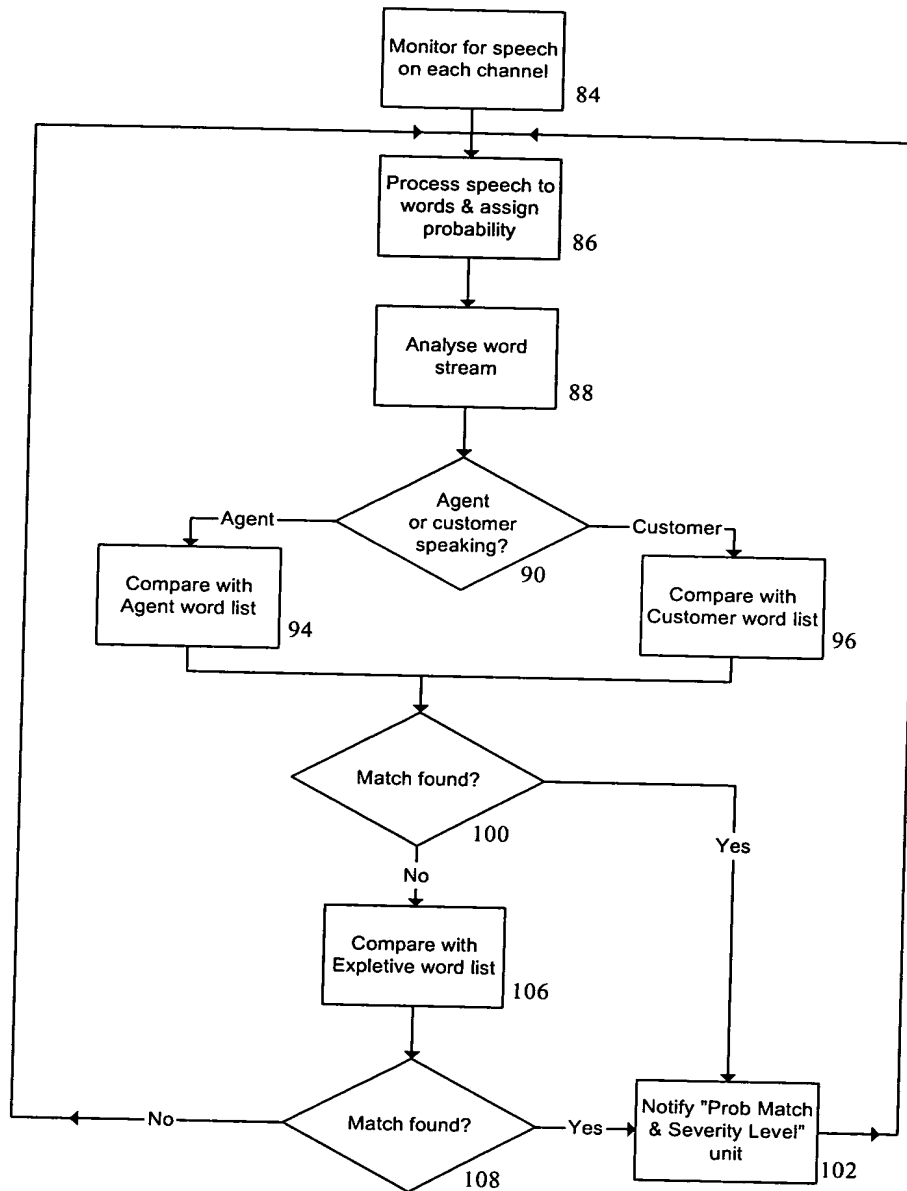 Monitor for speech
on each channel
84
Process speech to
words & assign
probability
86
Analyse word
stream
88
Agent
or customer
speaking?
90
Agent
Customer
Compare with
Agent word list
94
Compare with
Customer word list
96
Match found?
100
Yes
No
Compare with
Expletive word list
106
Match found?
108
No
Yes
Notify "Prob Match
& Severity Level"
unit
102